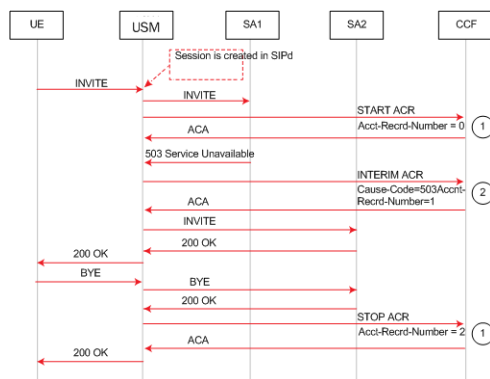 UE USM SA1 SA2 CCF
Session is created in SIPd
INVITE
INVITE
START ACR
Acct-Recrd-Number = 0
1
ACA
503 Service Unavailable
INTERIM ACR
Cause-Code=503Accnt-
Recrd-Number=1
2
ACA
INVITE
200 OK
200 OK
BYE
BYE
200 OK
STOP ACR
Acct-Recrd-Number = 2
1
ACA
200 OK